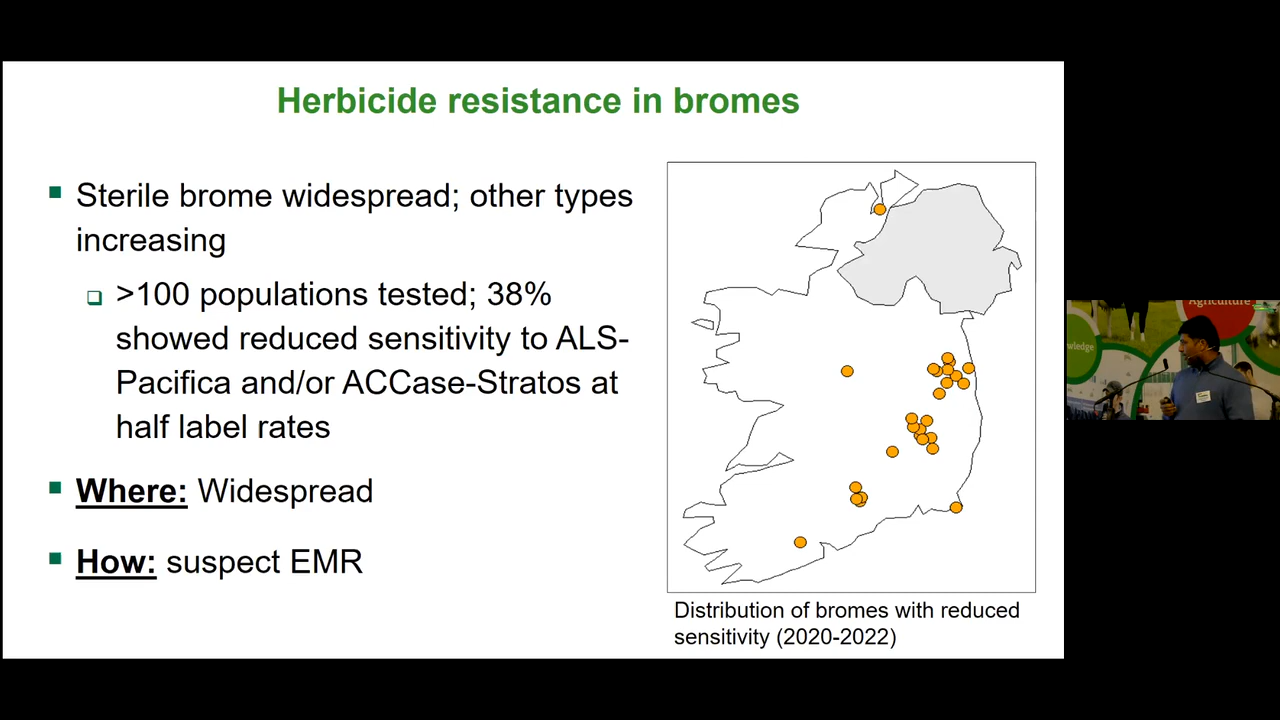 Herbicide resistance in bromes
Sterile brome widespread; other types
increasing
>100 populations tested; 38%
showed reduced sensitivity to ALS-
Pacifica and/or ACCase-Stratos at
half label rates
Where: Widespread
How: suspect EMR
Distribution of bromes with reduced
sensitivity (2020-2022)
Agriculture
wledge